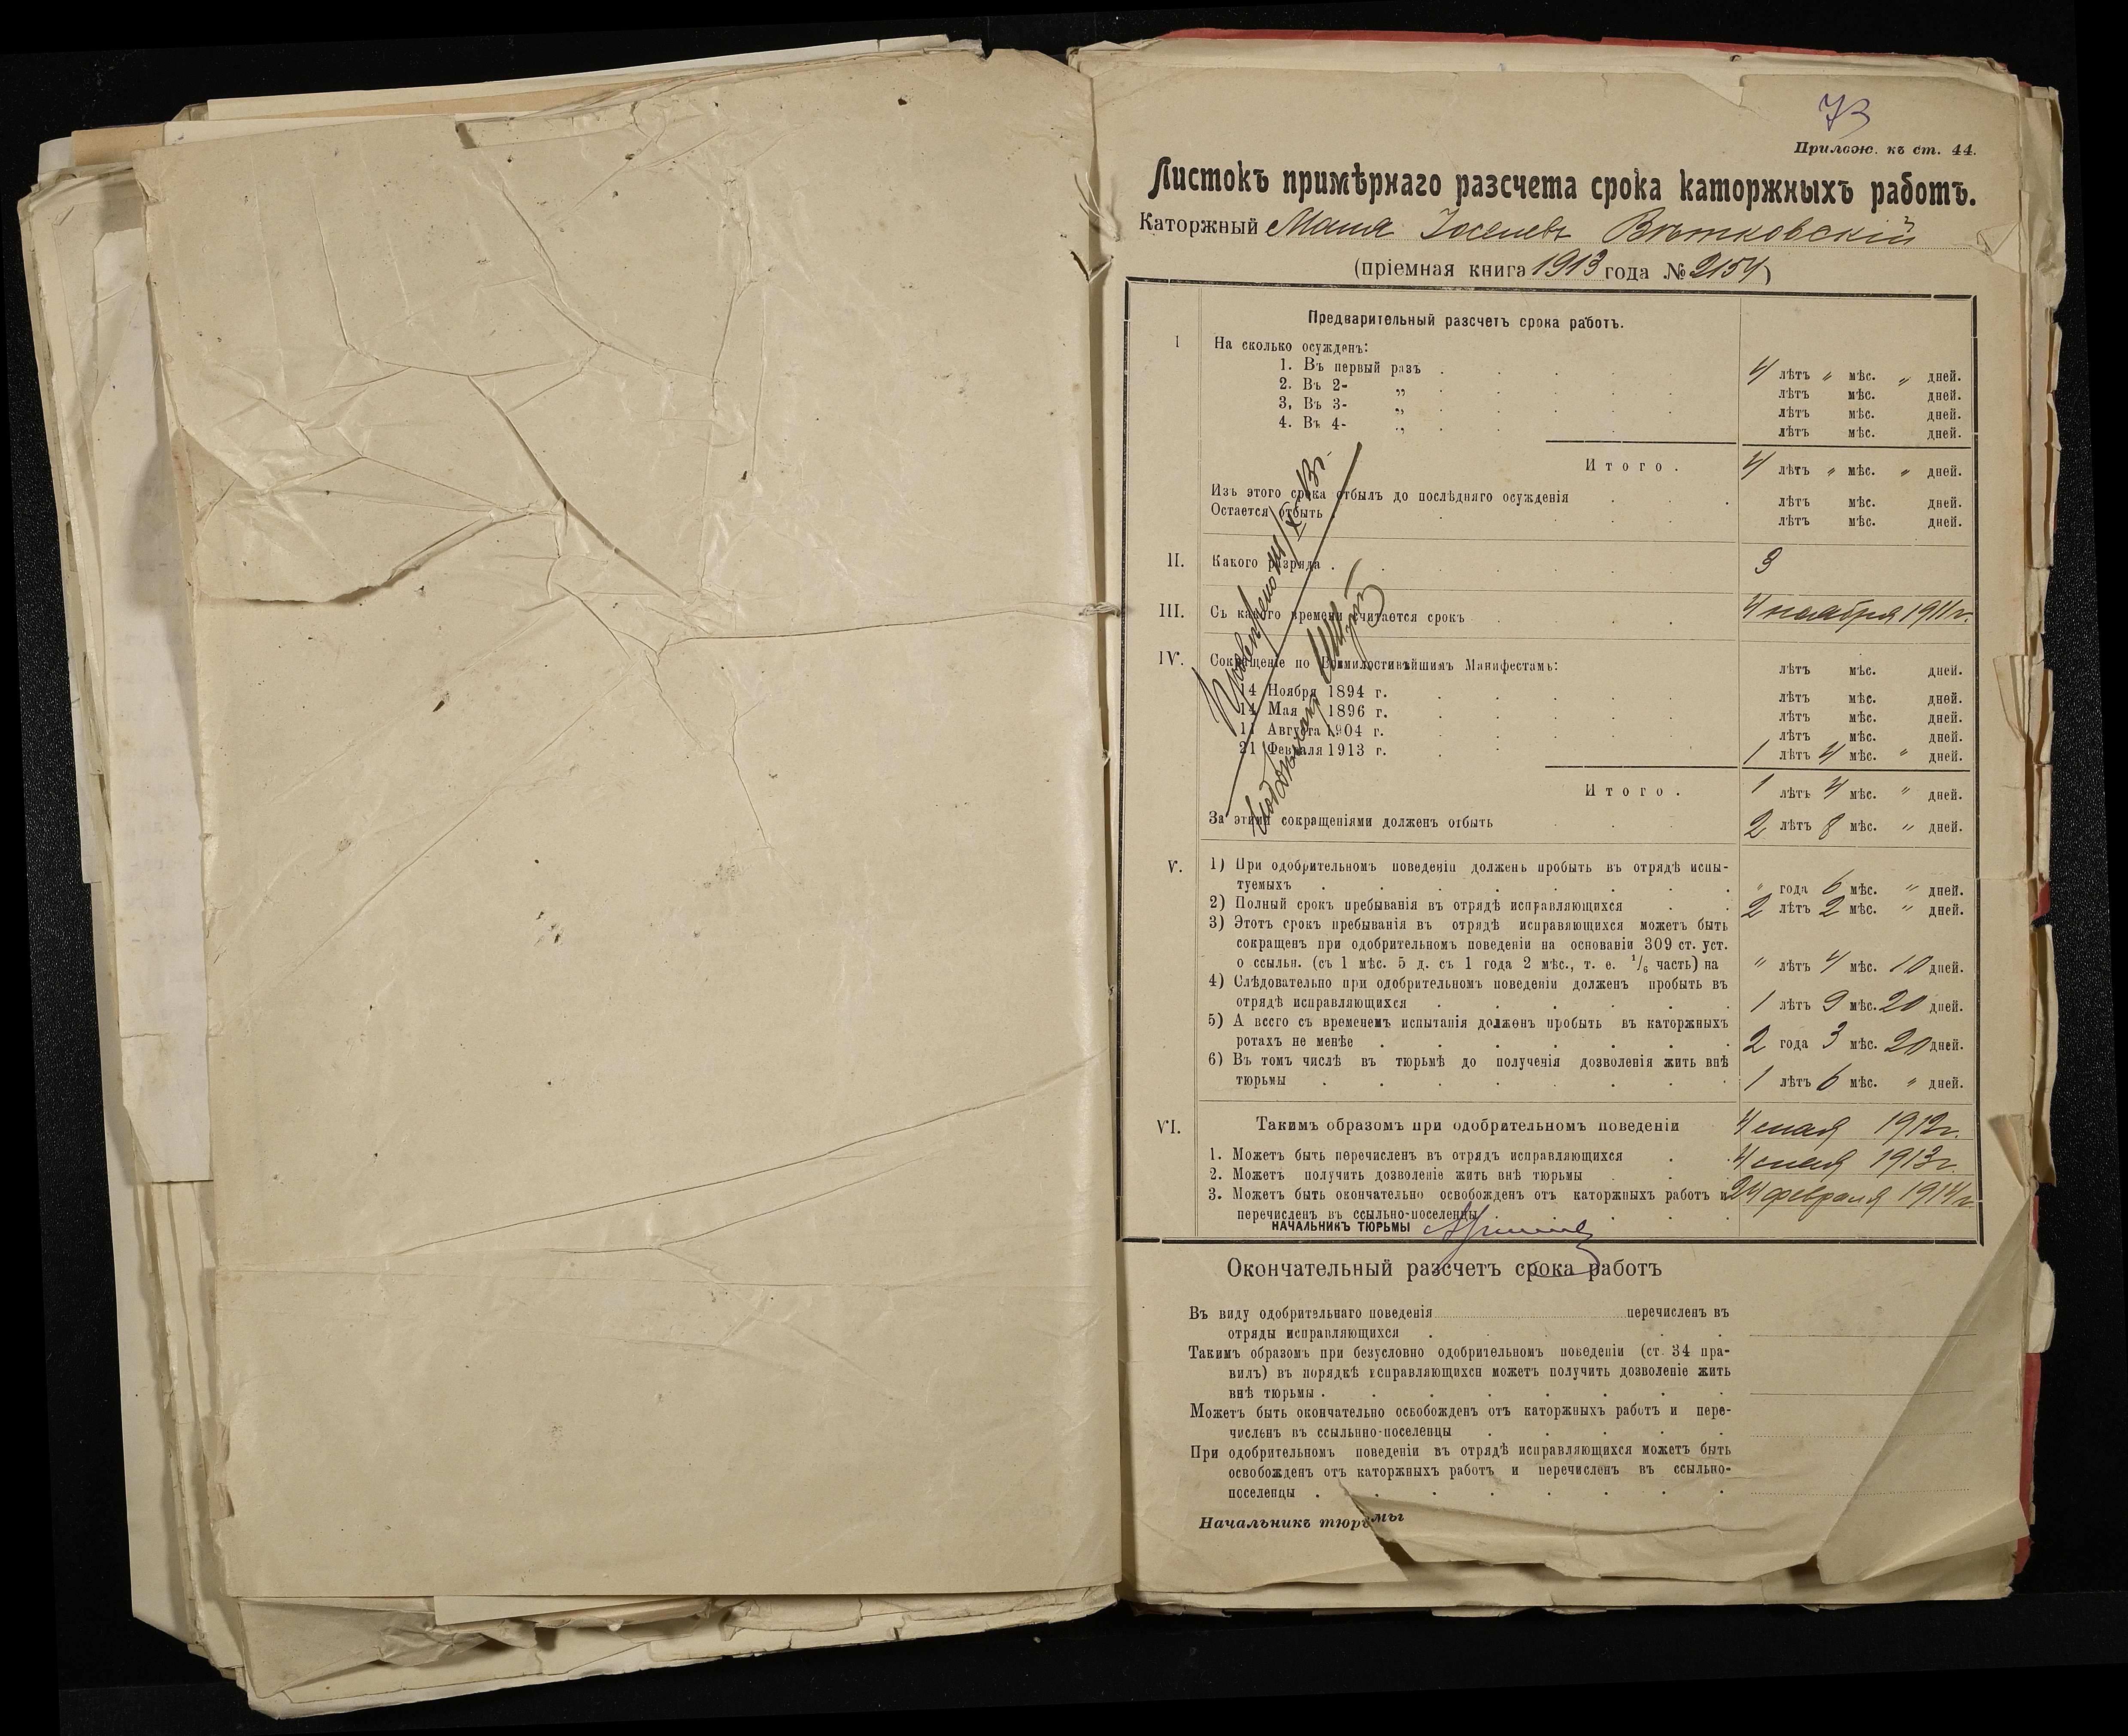 73
Прилож. къ ст. 44.
Листокъ примѣрнаго разсчета срока каторжныхъ работъ.
Каторжный Маня Іоселевъ Вѣтковскій
(пріемная книга 1913 года № 2154)
Предварительный разсчетъ срока работъ.
I На сколько осужденъ:
1. Въ первый разъ . . . . . 4 лѣтъ " мѣс. " дней.
2. Въ 2- " . . . . . лѣтъ мѣс. дней.
3. Въ 3- " . . . . . лѣтъ мѣс. дней.
4. Въ 4- " . . . лѣтъ мѣс. дней.
Итого. 4 лѣтъ " мѣс. " дней.
Изъ этого срока отбылъ до послѣдняго осужденія . . . лѣтъ мѣс. дней.
Остается отбыть . . . . . лѣтъ мѣс. дней.
II. Какого разряда . . . . . . 3
III. Съ какого времени считается срок . . . . 4 ноября 1911 г.
IV. Сокращеніе по Всемилостивѣйшимъ Манифестамъ: лѣтъ мѣс. дней.
14 Ноября 1894 г. . . . . . лѣтъ мѣс. дней.
14 Мая 1896 г. . . . . . лѣтъ мѣс. дней.
11 Августа 1904 г. . . . . . лѣтъ мѣс. дней.
21 Февраля 1913 г. . . . . . 1 лѣтъ 4 мѣс. " дней.
Итого. 1 лѣтъ 4 мѣс. " дней.
За этими сокращеніями долженъ отбыть . . 2 лѣтъ 8 мѣс. " дней.
V. 1) При одобрительномъ поведеніи долженъ пробыть въ отрядѣ испы-
туемыхъ . . . . . . . . " года 6 мѣс. " дней.
2) Полный срокъ пребыванія въ отрядѣ исправляющихся . . 2 лѣтъ 2 мѣс. " дней.
3) Этотъ срокъ пребыванія въ отрядѣ исправяющихся можетъ быть
сокращенъ при одобрительномъ поведеніи на основаніи 309 ст. уст.
о ссыльн. (съ 1 мѣс. 5 д. съ 1 года 2 мѣс., т. е. 1/6 часть) на " лѣтъ 4 мѣс. 10 дней.
4) Слѣдовательно при одобрительномъ поведеніи долженъ пробыть въ
отрядѣ исправляющихся . . . . . . 1 лѣтъ 9 мѣс. 20 дней.
5) А всего съ временемъ испытанія долженъ пробыть въ каторжныхъ
ротахъ не менѣе . . . . . . . 2 года 3 мѣс. 20 дней.
6) Въ томъ числѣ въ тюрьмѣ до полученія дозволенія жить внѣ
тюрьмы . . . . . . . . 1 лѣтъ 6 мѣс. " дней.
VI. Такимъ образомъ при одобрительномъ поведеніи 4 мая 1912 г.
1. Можетъ быть перечисленъ въ отрядъ исправляющихся . . 4 мая 1913 г.
2. Можетъ получить дозволеніе жить внѣ тюрьмы . . .
3. Можетъ быть окончательно освобожденъ отъ каторжныхъ работъ и 24 февраля 1914 г.
перечисленъ въ ссыльно-поселенцы . . . .
НАЧАЛЬНИКЪ ТЮРЬМЫ
Провѣрено
Окончательный разсчетъ срока работъ
Въ виду одобрительнаго поведенія перечисленъ въ
отряды исправляющихся . . . .
Такимъ образомъ при безусловно одобрительномъ поведеніи (ст. 34 пра-
вилъ) въ порядкѣ исправляющихся можетъ получить дозволеніе жить
внѣ тюрьмы . . . . . . . .
Можетъ быть окончательно освобожденъ отъ каторжныхъ работъ и пере-
численъ въ ссыльнно-поселенцы . . . . .
При одобрительномъ поведеніи въ отрядѣ исправляющихся можетъ быть
освобожденъ отъ каторжныхъ работъ и перечисленъ въ ссыльно-
поселенцы . . . . . . . .
Начальникъ тюрьмы